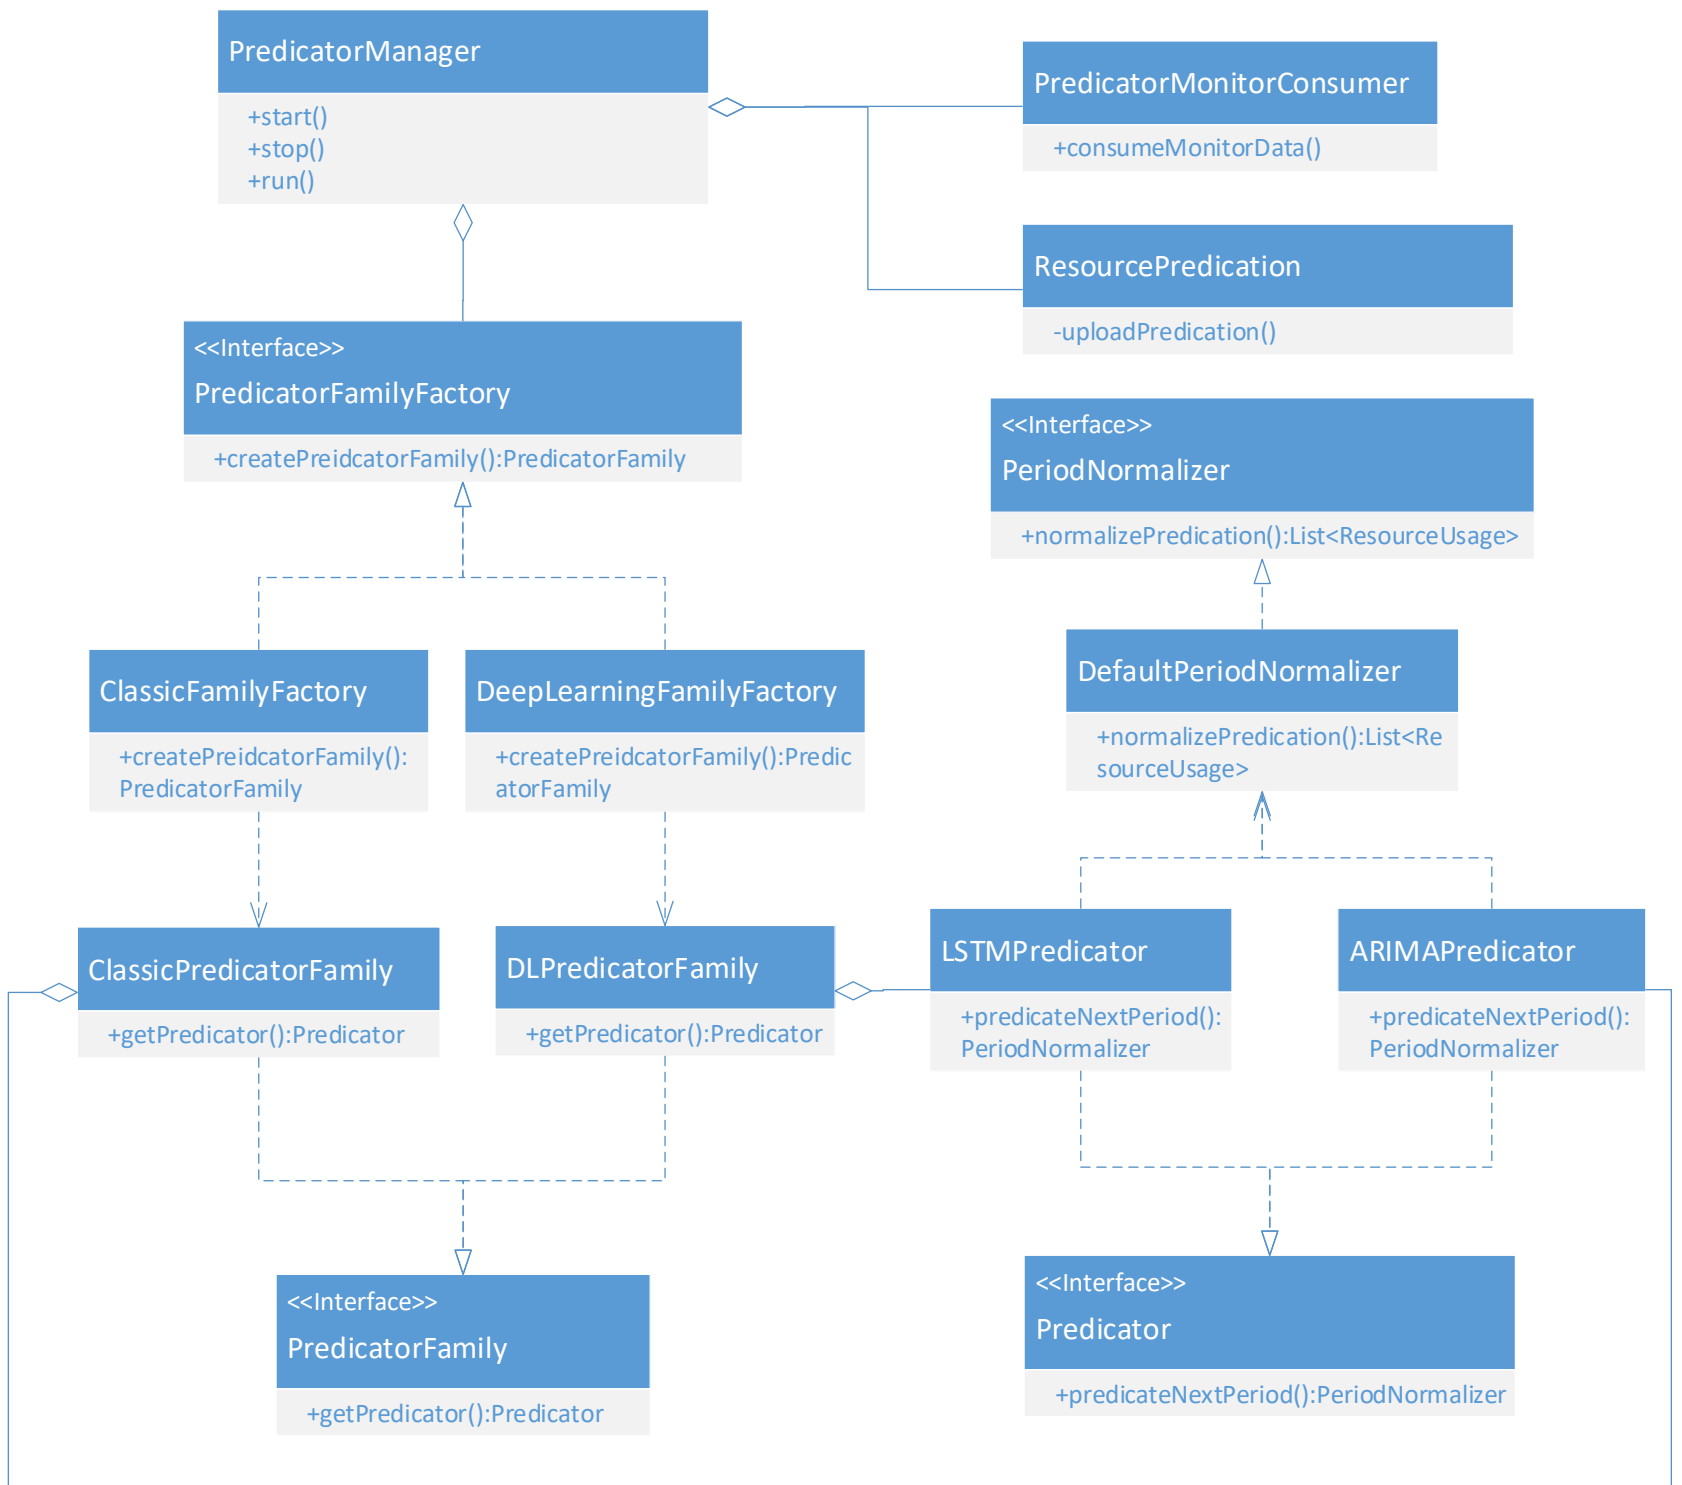 PredicatorManager
+start()
+stop()
+run()
PredicatorMonitorConsumer
+consumeMonitorData()
ResourcePredication
-uploadPredication()
<<Interface>>
PredicatorFamilyFactory
+createPreidcatorFamily():PredicatorFamily
<<Interface>>
PeriodNormalizer
+normalizePredication():List<ResourceUsage>
ClassicFamilyFactory
+createPreidcatorFamily():
PredicatorFamily
DeepLearningFamilyFactory
+createPreidcatorFamily():Predic
atorFamily
DefaultPeriodNormalizer
+normalizePredication():List<Re
sourceUsage>
ClassicPredicatorFamily
+getPredicator():Predicator
DLPredicatorFamily
+getPredicator():Predicator
LSTMPredicator
+predicateNextPeriod():
PeriodNormalizer
ARIMAPredicator
+predicateNextPeriod():
PeriodNormalizer
<<Interface>>
PredicatorFamily
+getPredicator():Predicator
<<Interface>>
Predicator
+predicateNextPeriod():PeriodNormalizer